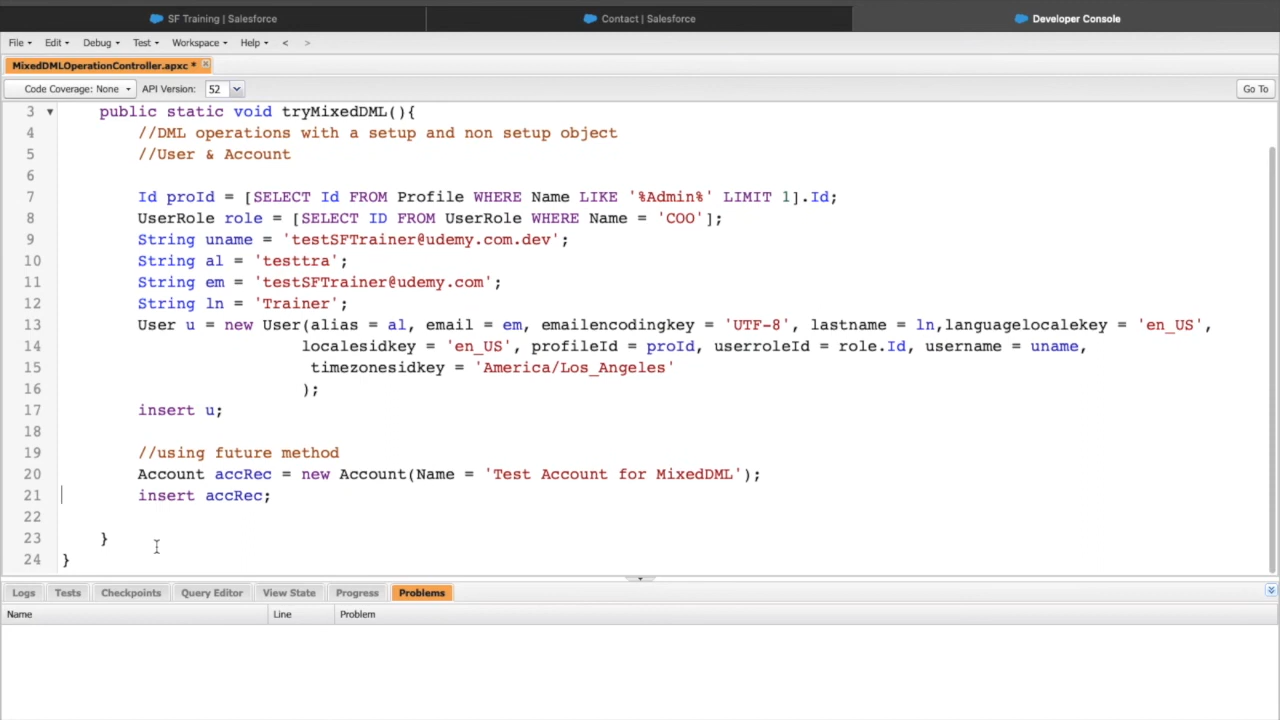 SF Training | Salesforce
Contact | Salesforce
Developer Console
File Edit Debug Test Workspace Help < >
MixedDMLOperationController.apxc *
Code Coverage: None API Version: 52 Go To
3 public static void tryMixedDML(){
4 //DML operations with a setup and non setup object
5 //User & Account
6
7 Id proId = [SELECT Id FROM Profile WHERE Name LIKE '%Admin%' LIMIT 1].Id;
8 UserRole role = [SELECT ID FROM UserRole WHERE Name = 'COO'];
9 String uname = 'testSFTrainer@udemy.com.dev';
10 String al = 'testtra';
11 String em = 'testSFTrainer@udemy.com';
12 String ln = 'Trainer';
13 User u = new User(alias = al, email = em, emailencodingkey = 'UTF-8', lastname = ln,languagelocalekey = 'en_US',
14 localesidkey = 'en_US', profileId = proId, userroleId = role.Id, username = uname,
15 timezonesidkey = 'America/Los_Angeles'
16 );
17 insert u;
18
19 //using future method
20 Account accRec = new Account(Name = 'Test Account for MixedDML');
21 insert accRec;
22
23 }
24 }
Logs Tests Checkpoints Query Editor View State Progress Problems
Name Line Problem